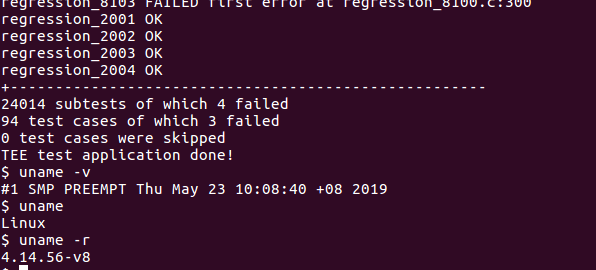 regression_8103 FAILED first error at regression_8100.c:300
regression_2001 OK
regression_2002 OK
regression_2003 OK
regression_2004 OK
+-----------------------------------------------------
24014 subtests of which 4 failed
94 test cases of which 3 failed
0 test cases were skipped
TEE test application done!
$ uname -v
#1 SMP PREEMPT Thu May 23 10:08:40 +08 2019
$ uname
Linux
$ uname -r
4.14.56-v8
$